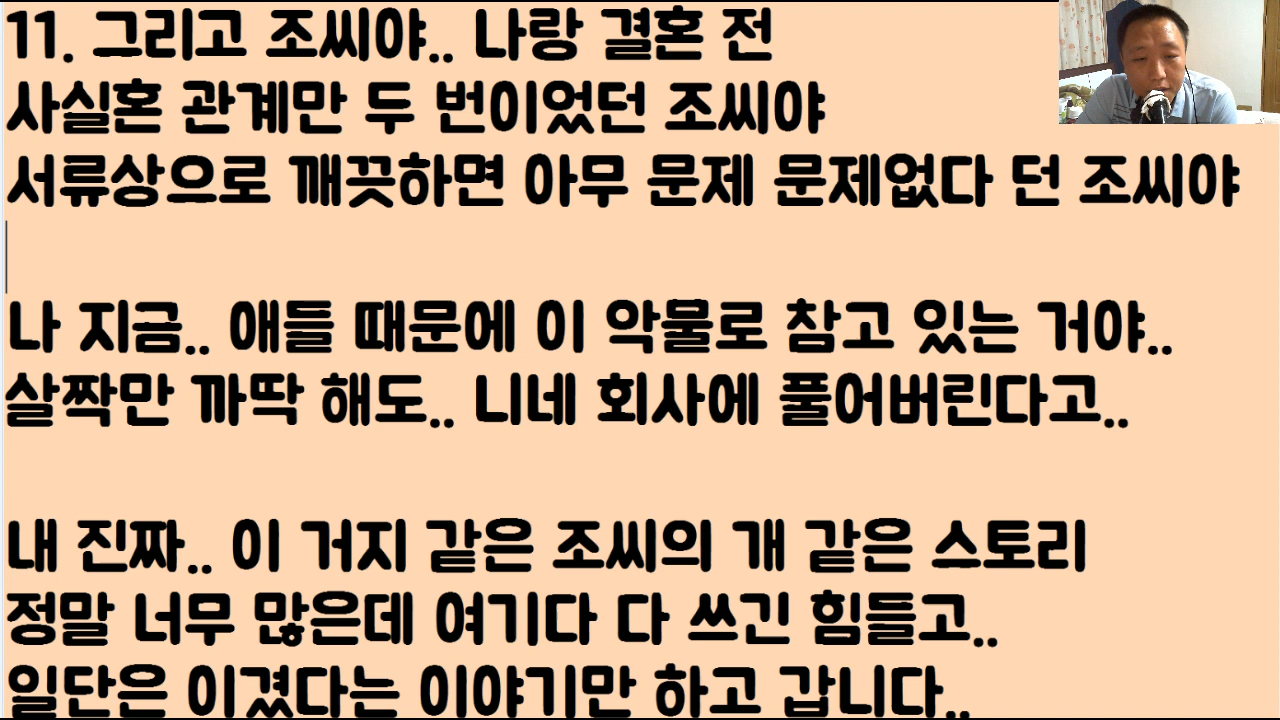 11. 그리고 조씨야.. 나랑 결혼 전
사실혼 관계만 두 번이었던 조씨야
서류상으로 깨끗하면 아무 문제 문제없다 던 조씨야
나 지금.. 애들 때문에 이 악물로 참고 있는 거야..
살짝만 까딱 해도.. 니네 회사에 풀어버린다고..
내 진짜.. 이 거지 같은 조씨의 개 같은 스토리
정말 너무 많은데 여기다 다 쓰긴 힘들고..
일단은 이겼다는 이야기만 하고 갑니다..